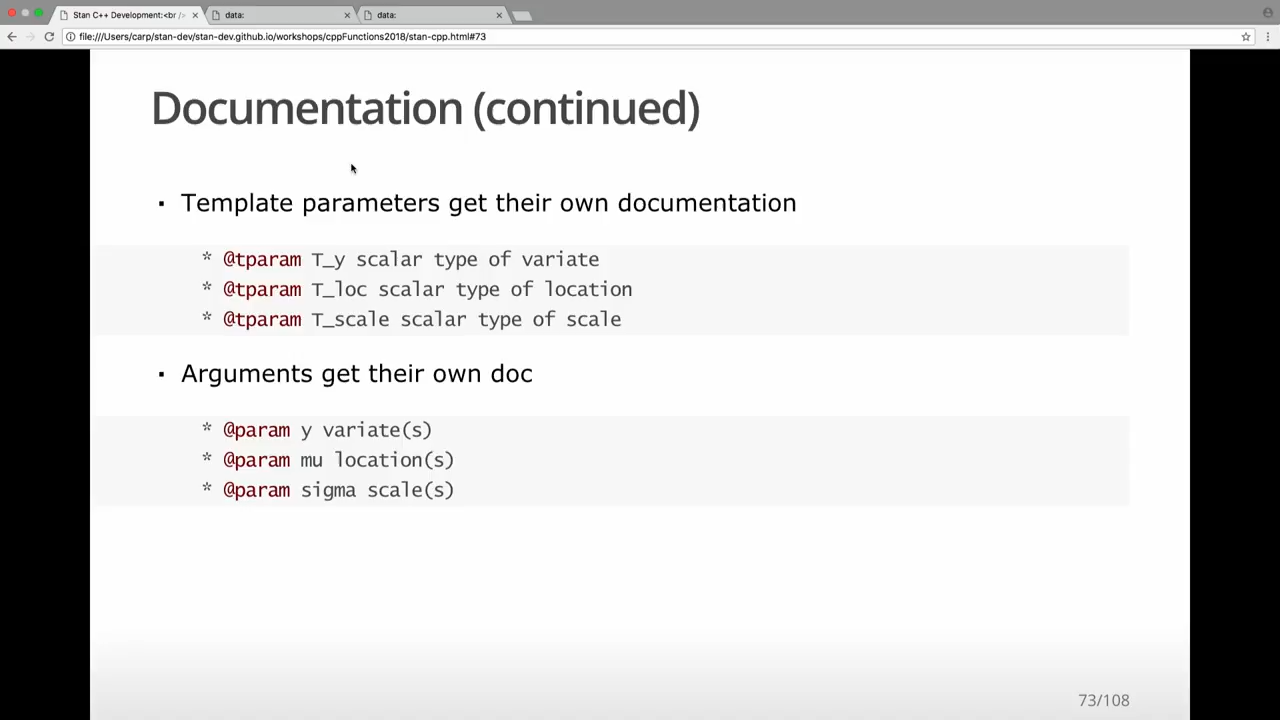 Stan C++ Development:<br />
data:
data:
file:///Users/carp/stan-dev/stan-dev.github.io/workshops/cppFunctions2018/stan-cpp.html#73
Documentation (continued)
▪ Template parameters get their own documentation
* @tparam T_y scalar type of variate
* @tparam T_loc scalar type of location
* @tparam T_scale scalar type of scale
▪ Arguments get their own doc
* @param y variate(s)
* @param mu location(s)
* @param sigma scale(s)
73/108